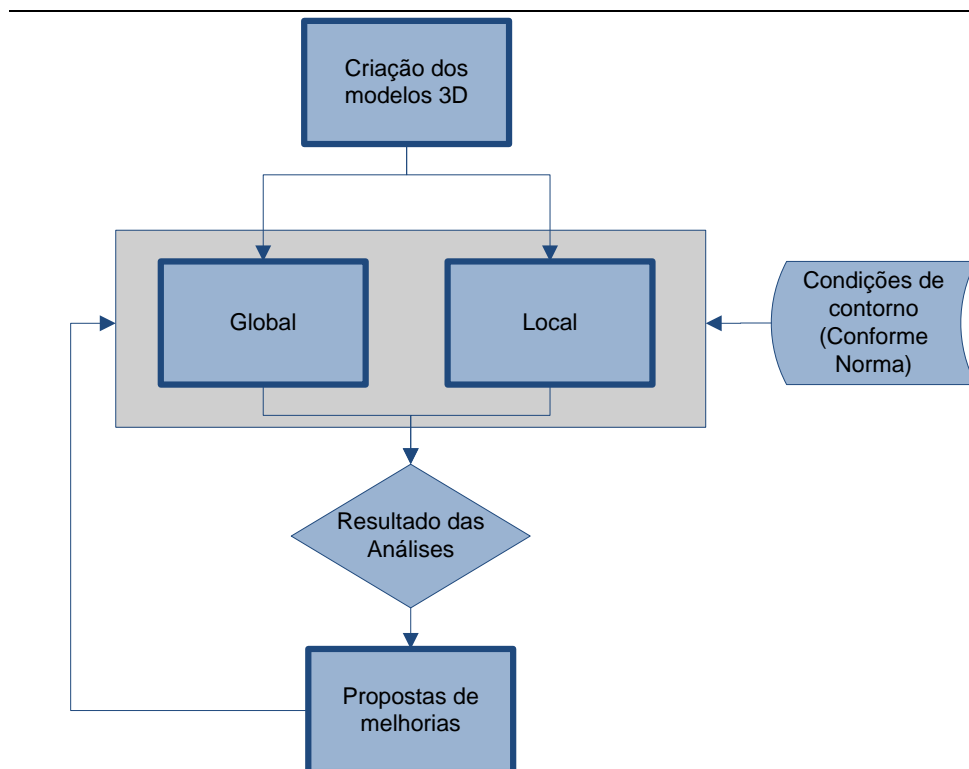 Criação dos
modelos 3D
Global
Local
Condições de
contorno
(Conforme
Norma)
Resultado das
Análises
Propostas de
melhorias